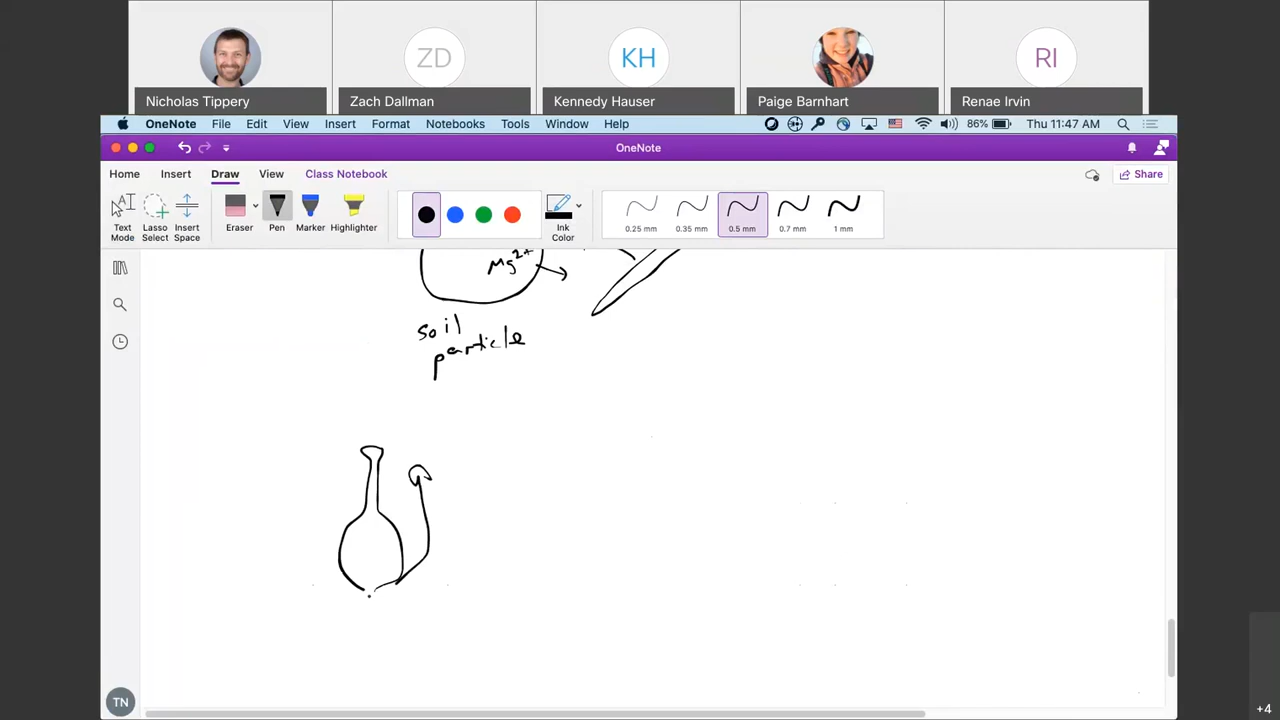 ZD
KH
RI
Nicholas Tippery
Zach Dallman
Kennedy Hauser
Paige Barnhart
Renae Irvin
OneNote File Edit View Insert Format Notebooks Tools Window Help 86% Thu 11:47 AM
OneNote
Home Insert Draw View Class Notebook Share
Text Mode
Lasso Select
Insert Space
Eraser
Pen
Marker
Highlighter
Ink Color
0.25 mm
0.35 mm
0.5 mm
0.7 mm
1 mm
Mg2+
soil
particle
TN
+4